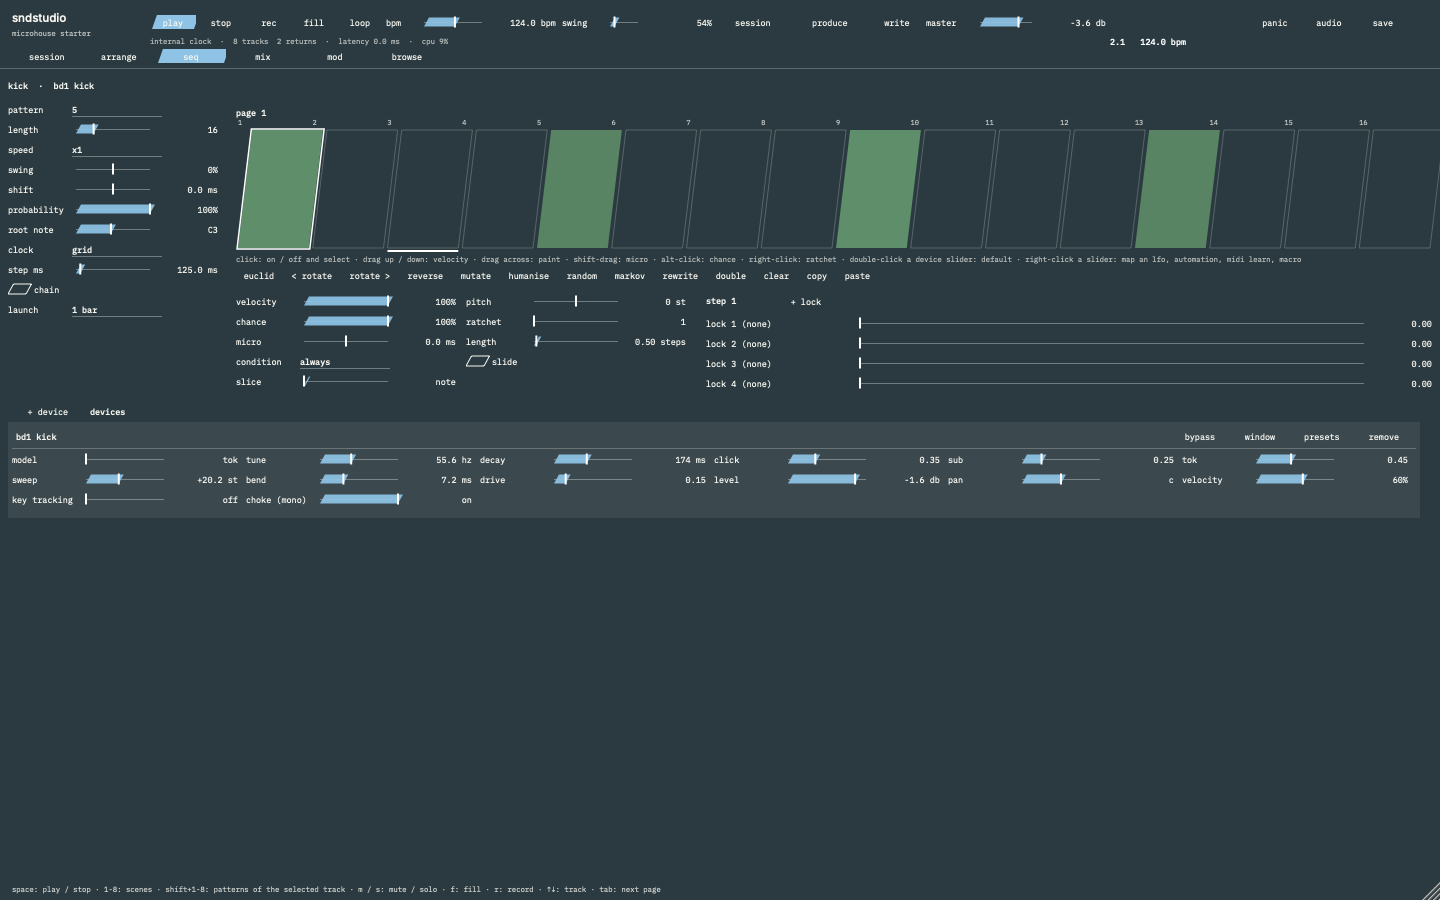 sndstudio play stop rec fill loop bpm 124.0 bpm swing 54% session produce write master -3.6 db panic audio save
microhouse starter
internal clock · 8 tracks 2 returns · latency 0.0 ms · cpu 9% 2.1 124.0 bpm
session arrange seq mix mod browse
kick · bd1 kick
pattern 5
length 16
speed x1
swing 0%
shift 0.0 ms
probability 100%
root note C3
clock grid
step ms 125.0 ms
chain
launch 1 bar
page 1
1 2 3 4 5 6 7 8 9 10 11 12 13 14 15 16
click: on / off and select · drag up / down: velocity · drag across: paint · shift-drag: micro · alt-click: chance · right-click: ratchet · double-click a device slider: default · right-click a slider: map an lfo, automation, midi learn, macro
euclid < rotate rotate > reverse mutate humanise random markov rewrite double clear copy paste
velocity 100% pitch 0 st step 1 + lock
chance 100% ratchet 1 lock 1 (none) 0.00
micro 0.0 ms length 0.50 steps lock 2 (none) 0.00
condition always slide lock 3 (none) 0.00
slice note lock 4 (none) 0.00
+ device devices
bd1 kick bypass window presets remove
model tok tune 55.6 hz decay 174 ms click 0.35 sub 0.25 tok 0.45
sweep +20.2 st bend 7.2 ms drive 0.15 level -1.6 db pan c velocity 60%
key tracking off choke (mono) on
space: play / stop · 1-8: scenes · shift+1-8: patterns of the selected track · m / s: mute / solo · f: fill · r: record · ↑↓: track · tab: next page